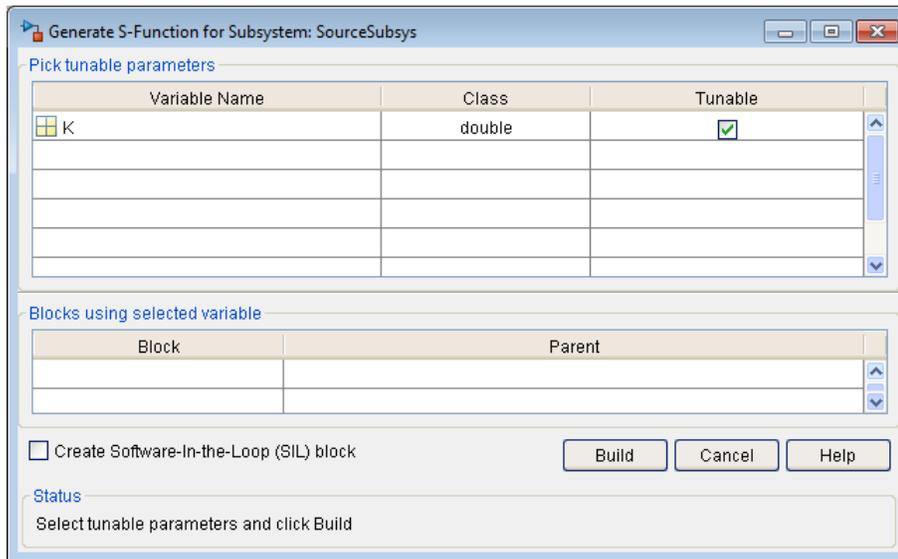 Generate S-Function for Subsystem: SourceSubsys
Pick tunable parameters
Variable Name Class Tunable
K double
Blocks using selected variable
Block Parent
Create Software-In-the-Loop (SIL) block Build Cancel Help
Status
Select tunable parameters and click Build